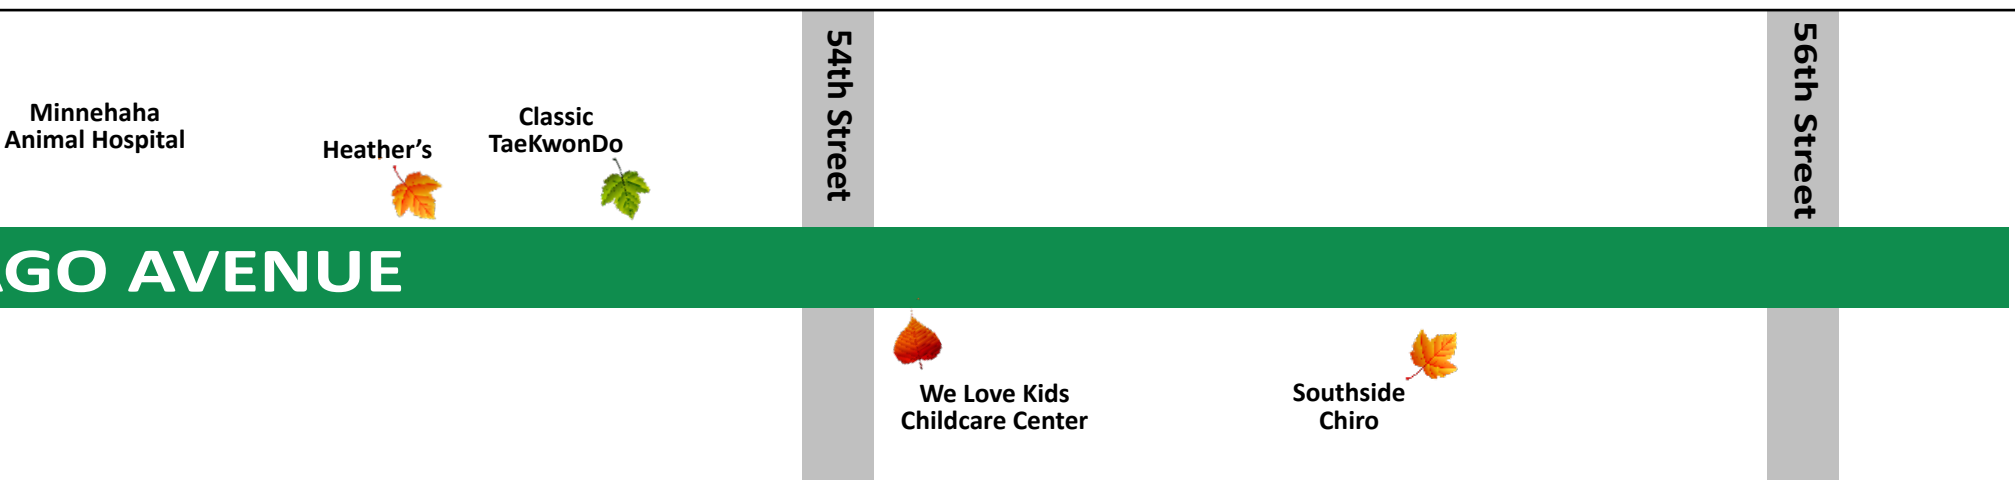 54th Street
56th Street
Minnehaha
Animal Hospital
Heather's
Classic
TaeKwonDo
GO AVENUE
We Love Kids
Childcare Center
Southside
Chiro